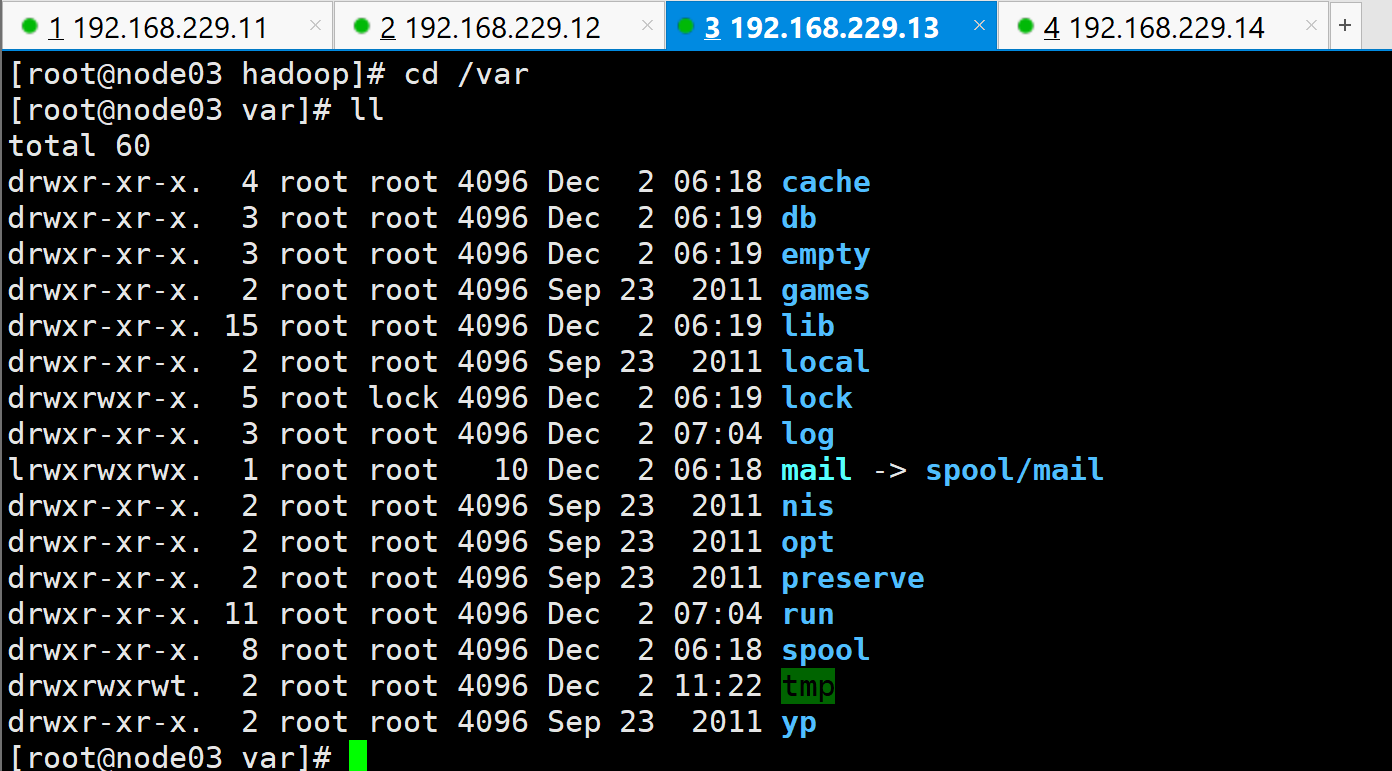 1 192.168.229.11 × 2 192.168.229.12 × 3 192.168.229.13 × 4 192.168.229.14 × +
[root@node03 hadoop]# cd /var
[root@node03 var]# ll
total 60
drwxr-xr-x.  4 root root 4096 Dec  2 06:18 cache
drwxr-xr-x.  3 root root 4096 Dec  2 06:19 db
drwxr-xr-x.  3 root root 4096 Dec  2 06:19 empty
drwxr-xr-x.  2 root root 4096 Sep 23  2011 games
drwxr-xr-x. 15 root root 4096 Dec  2 06:19 lib
drwxr-xr-x.  2 root root 4096 Sep 23  2011 local
drwxrwxr-x.  5 root lock 4096 Dec  2 06:19 lock
drwxr-xr-x.  3 root root 4096 Dec  2 07:04 log
lrwxrwxrwx.  1 root root   10 Dec  2 06:18 mail -> spool/mail
drwxr-xr-x.  2 root root 4096 Sep 23  2011 nis
drwxr-xr-x.  2 root root 4096 Sep 23  2011 opt
drwxr-xr-x.  2 root root 4096 Sep 23  2011 preserve
drwxr-xr-x. 11 root root 4096 Dec  2 07:04 run
drwxr-xr-x.  8 root root 4096 Dec  2 06:18 spool
drwxrwxrwt.  2 root root 4096 Dec  2 11:22 tmp
drwxr-xr-x.  2 root root 4096 Sep 23  2011 yp
[root@node03 var]#